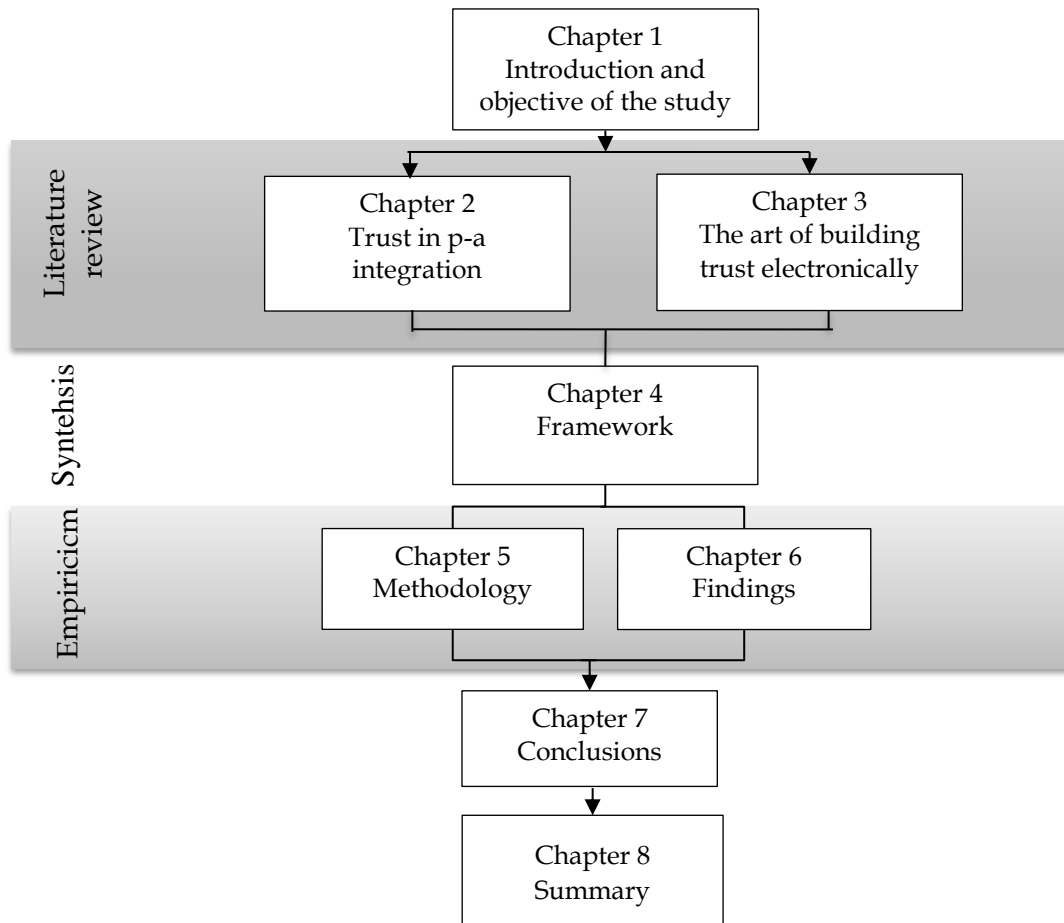 Chapter 1
Introduction and
objective of the study
Literature
review
Chapter 2
Trust in p-a
integration
Chapter 3
The art of building
trust electronically
Syntehsis
Chapter 4
Framework
Empiricicm
Chapter 5
Methodology
Chapter 6
Findings
Chapter 7
Conclusions
Chapter 8
Summary